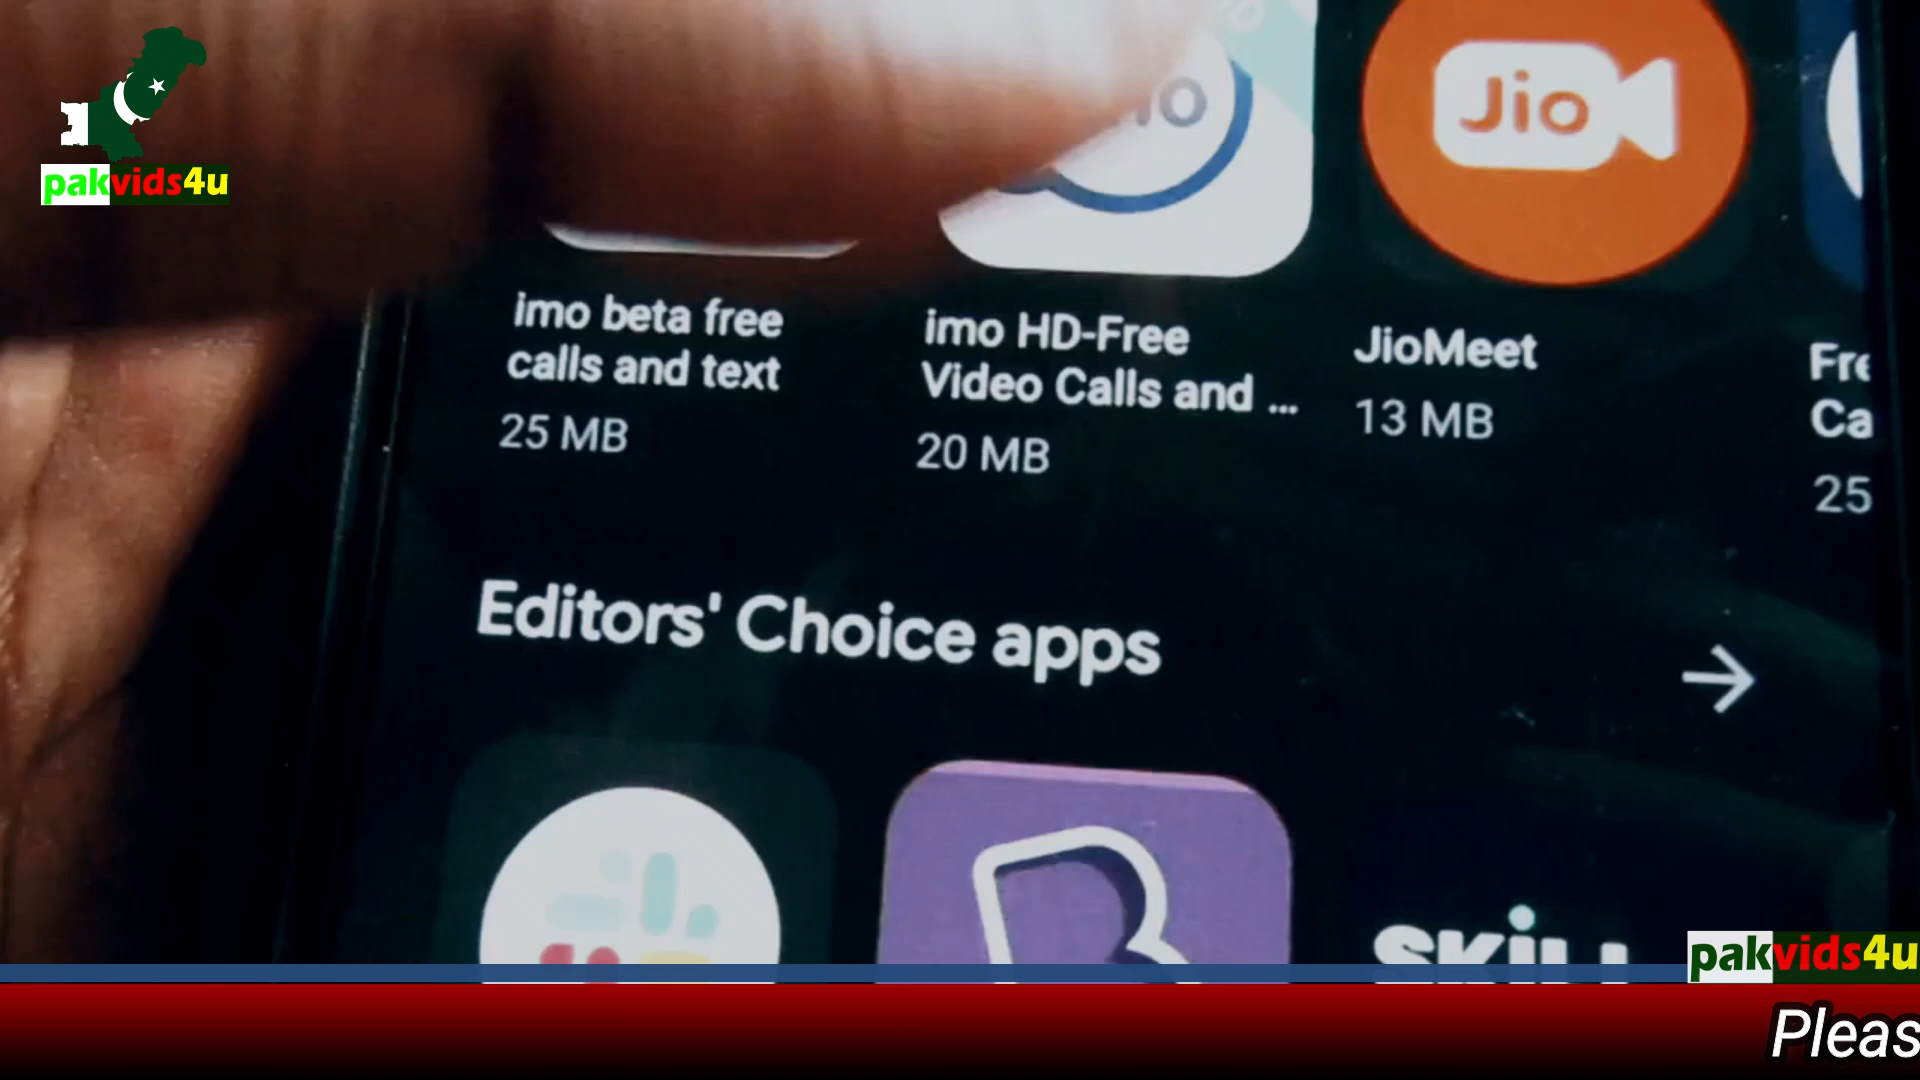 Jio
imo beta free
calls and text
25 MB
imo HD-Free
Video Calls and ...
20 MB
JioMeet
13 MB
25
Editors' Choice apps
pakvids4u
pakvids4u